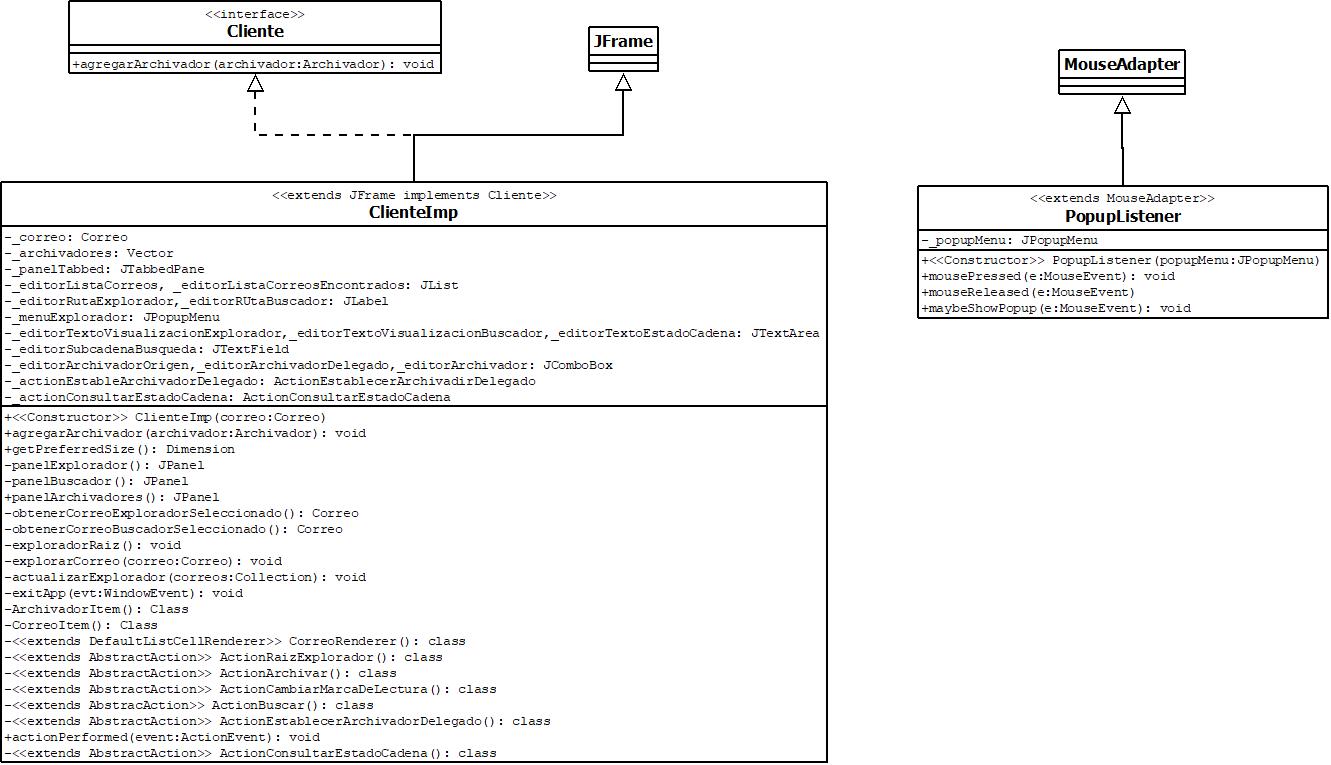 <<interface>>
Cliente
+agregarArchivador(archivador:Archivador): void
JFrame
MouseAdapter
<<extends JFrame implements Cliente>>
ClienteImp
-_correo: Correo
-_archivadores: Vector
-_panelTabbed: JTabbedPane
-_editorListaCorreos, _editorListaCorreosEncontrados: JList
-_editorRutaExplorador,_editorRUtaBuscador: JLabel
-_menuExplorador: JPopupMenu
-_editorTextoVisualizacionExplorador,_editorTextoVisualizacionBuscador,_editorTextoEstadoCadena: JTextArea
-_editorSubcadenaBusqueda: JTextField
-_editorArchivadorOrigen,_editorArchivadorDelegado,_editorArchivador: JComboBox
-_actionEstableArchivadorDelegado: ActionEstablecerArchivadirDelegado
-_actionConsultarEstadoCadena: ActionConsultarEstadoCadena
+<<Constructor>> ClienteImp(correo:Correo)
+agregarArchivador(archivador:Archivador): void
+getPreferredSize(): Dimension
-panelExplorador(): JPanel
-panelBuscador(): JPanel
+panelArchivadores(): JPanel
-obtenerCorreoExploradorSeleccionado(): Correo
-obtenerCorreoBuscadorSeleccionado(): Correo
-exploradorRaiz(): void
-explorarCorreo(correo:Correo): void
-actualizarExplorador(correos:Collection): void
-exitApp(evt:WindowEvent): void
-ArchivadorItem(): Class
-CorreoItem(): Class
-<<extends DefaultListCellRenderer>> CorreoRenderer(): class
-<<extends AbstractAction>> ActionRaizExplorador(): class
-<<extends AbstractAction>> ActionArchivar(): class
-<<extends AbstractAction>> ActionCambiarMarcaDeLectura(): class
-<<extends AbstracAction>> ActionBuscar(): class
-<<extends AbstractAction>> ActionEstablecerArchivadorDelegado(): class
+actionPerformed(event:ActionEvent): void
-<<extends AbstractAction>> ActionConsultarEstadoCadena(): class
<<extends MouseAdapter>>
PopupListener
-_popupMenu: JPopupMenu
+<<Constructor>> PopupListener(popupMenu:JPopupMenu)
+mousePressed(e:MouseEvent): void
+mouseReleased(e:MouseEvent)
+maybeShowPopup(e:MouseEvent): void